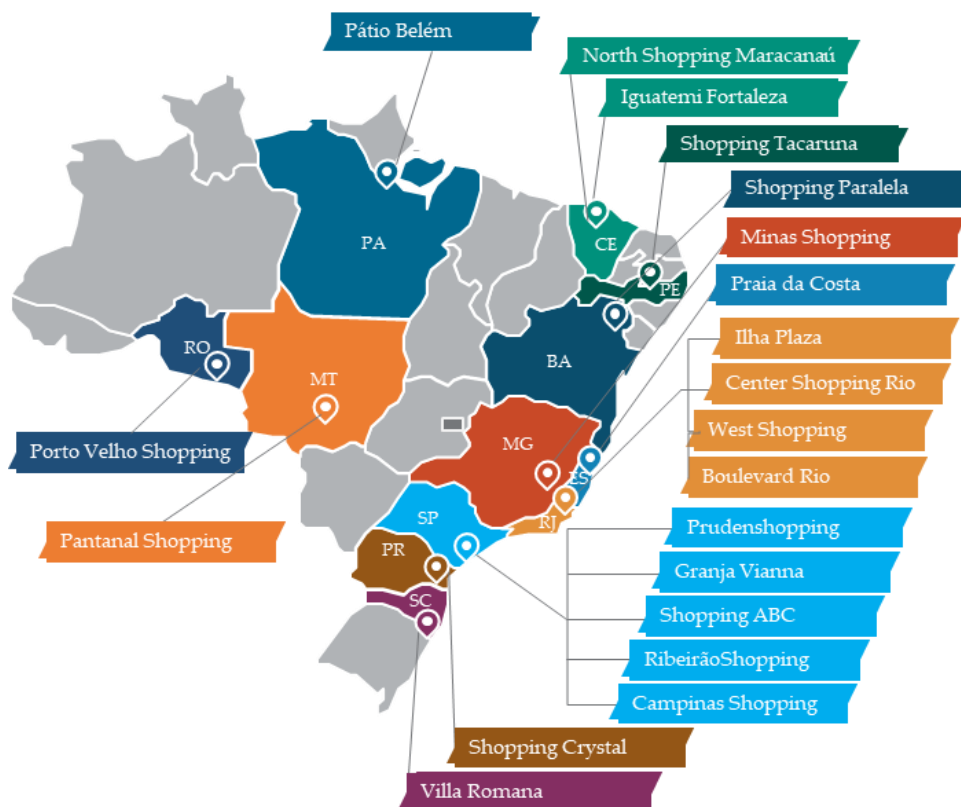 Pátio Belém
North Shopping Maracanaú
Iguatemi Fortaleza
Shopping Tacaruna
Shopping Paralela
Minas Shopping
Praia da Costa
Ilha Plaza
Center Shopping Rio
West Shopping
Boulevard Rio
Prudenshopping
Granja Vianna
Shopping ABC
RibeirãoShopping
Campinas Shopping
Shopping Crystal
Villa Romana
Porto Velho Shopping
Pantanal Shopping
PA
CE
PE
RO
MT
BA
MG
ES
SP
RJ
PR
SC